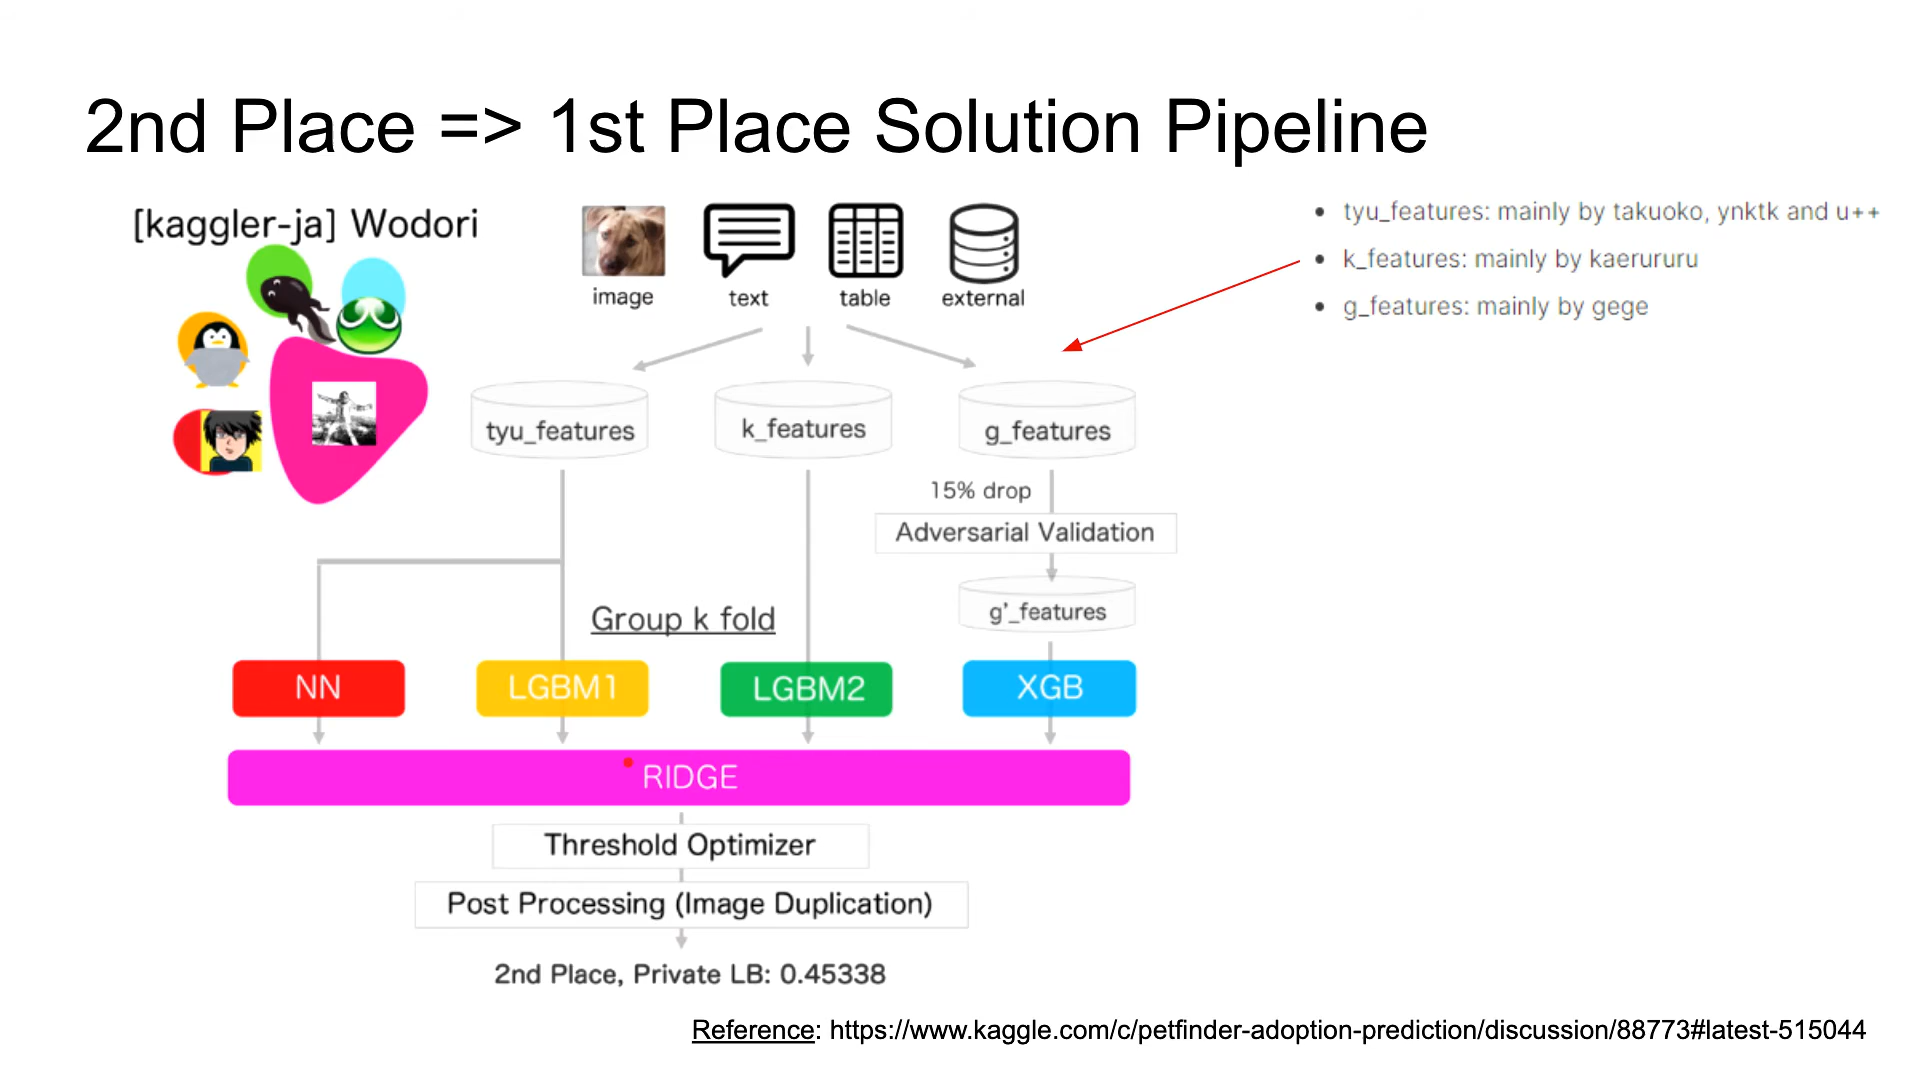 2nd Place => 1st Place Solution Pipeline
[kaggler-ja] Wodori
image
text
table
external
• tyu_features: mainly by takuoko, ynktk and u++
• k_features: mainly by kaerururu
• g_features: mainly by gege
tyu_features
k_features
g_features
15% drop
Adversarial Validation
g'_features
Group k fold
NN
LGBM1
LGBM2
XGB
RIDGE
Threshold Optimizer
Post Processing (Image Duplication)
2nd Place, Private LB: 0.45338
Reference: https://www.kaggle.com/c/petfinder-adoption-prediction/discussion/88773#latest-515044